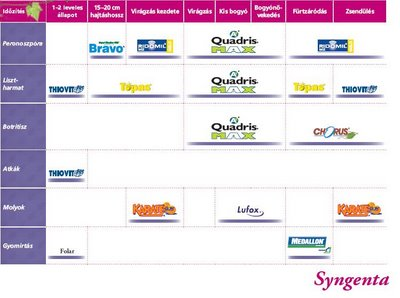 Időzítés
1-2 leveles állapot
15-20 cm hajtáshossz
Virágzás kezdete
Virágzás
Kis bogyó
Bogyónö-vekedés
Fürtzáródás
Zsendülés
Peronoszpóra
Bravo
RIDOMIL
Quadris MAX
RIDOMIL
Liszt-harmat
THIOVIT
Topas
Quadris MAX
Topas
THIOVIT
Botritisz
Quadris MAX
CHORUS
Atkák
THIOVIT
Molyok
KARATE
Lufox
KARATE
Gyomirtás
Folar
MEDALLON
Syngenta